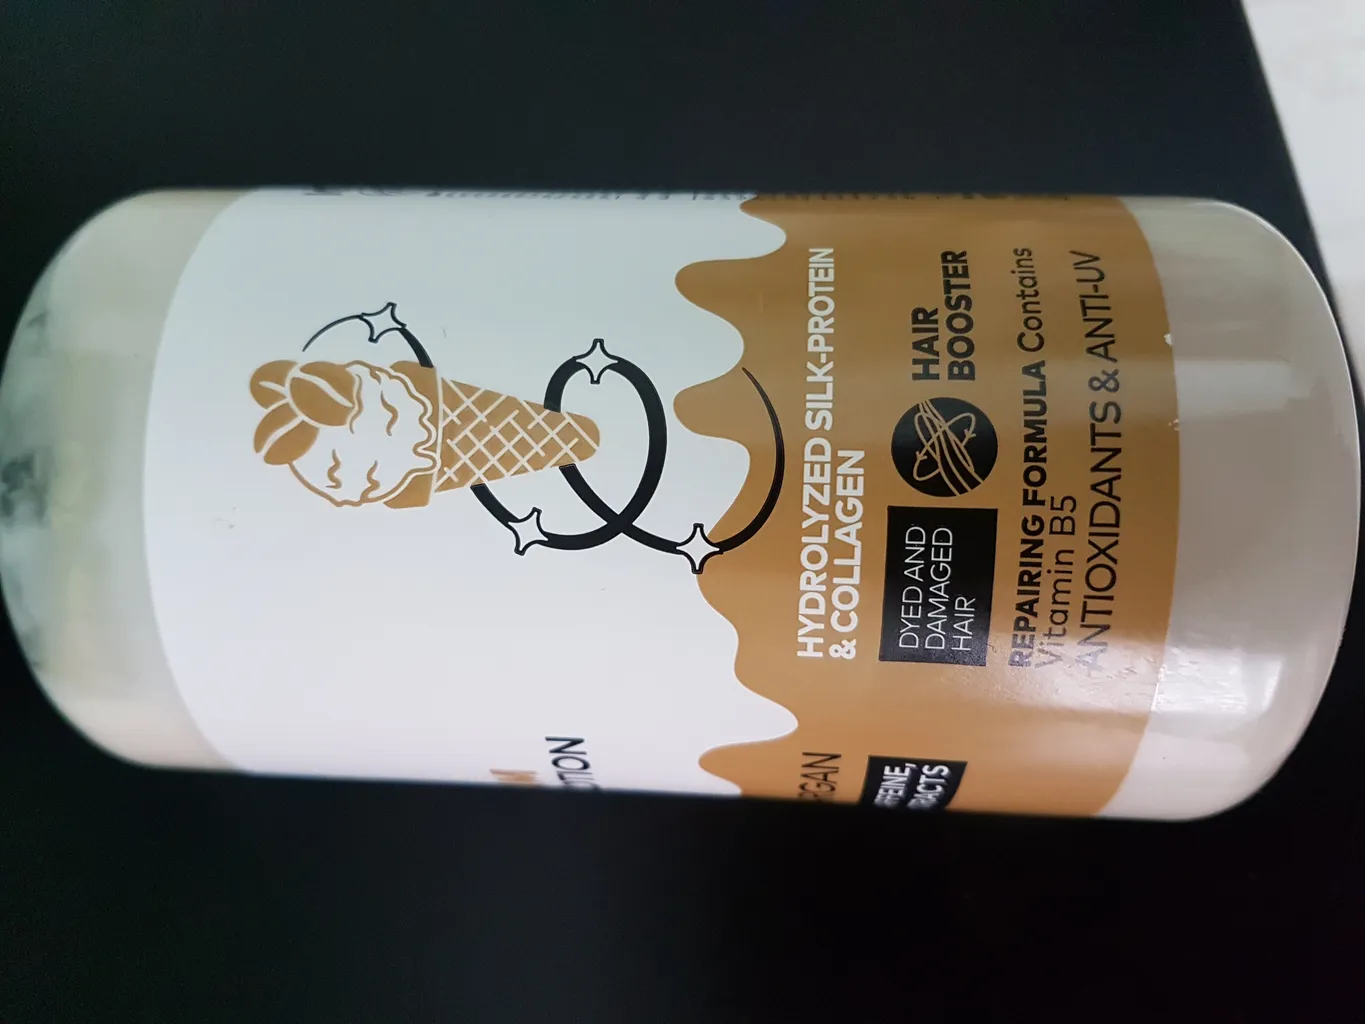 HYDROLYZED SILK-PROTEIN
& COLLAGEN
DYED AND
DAMAGED
HAIR
HAIR
BOOSTER
REPAIRING FORMULA Contains
Vitamin B5
ANTIOXIDANTS & ANTI-UV